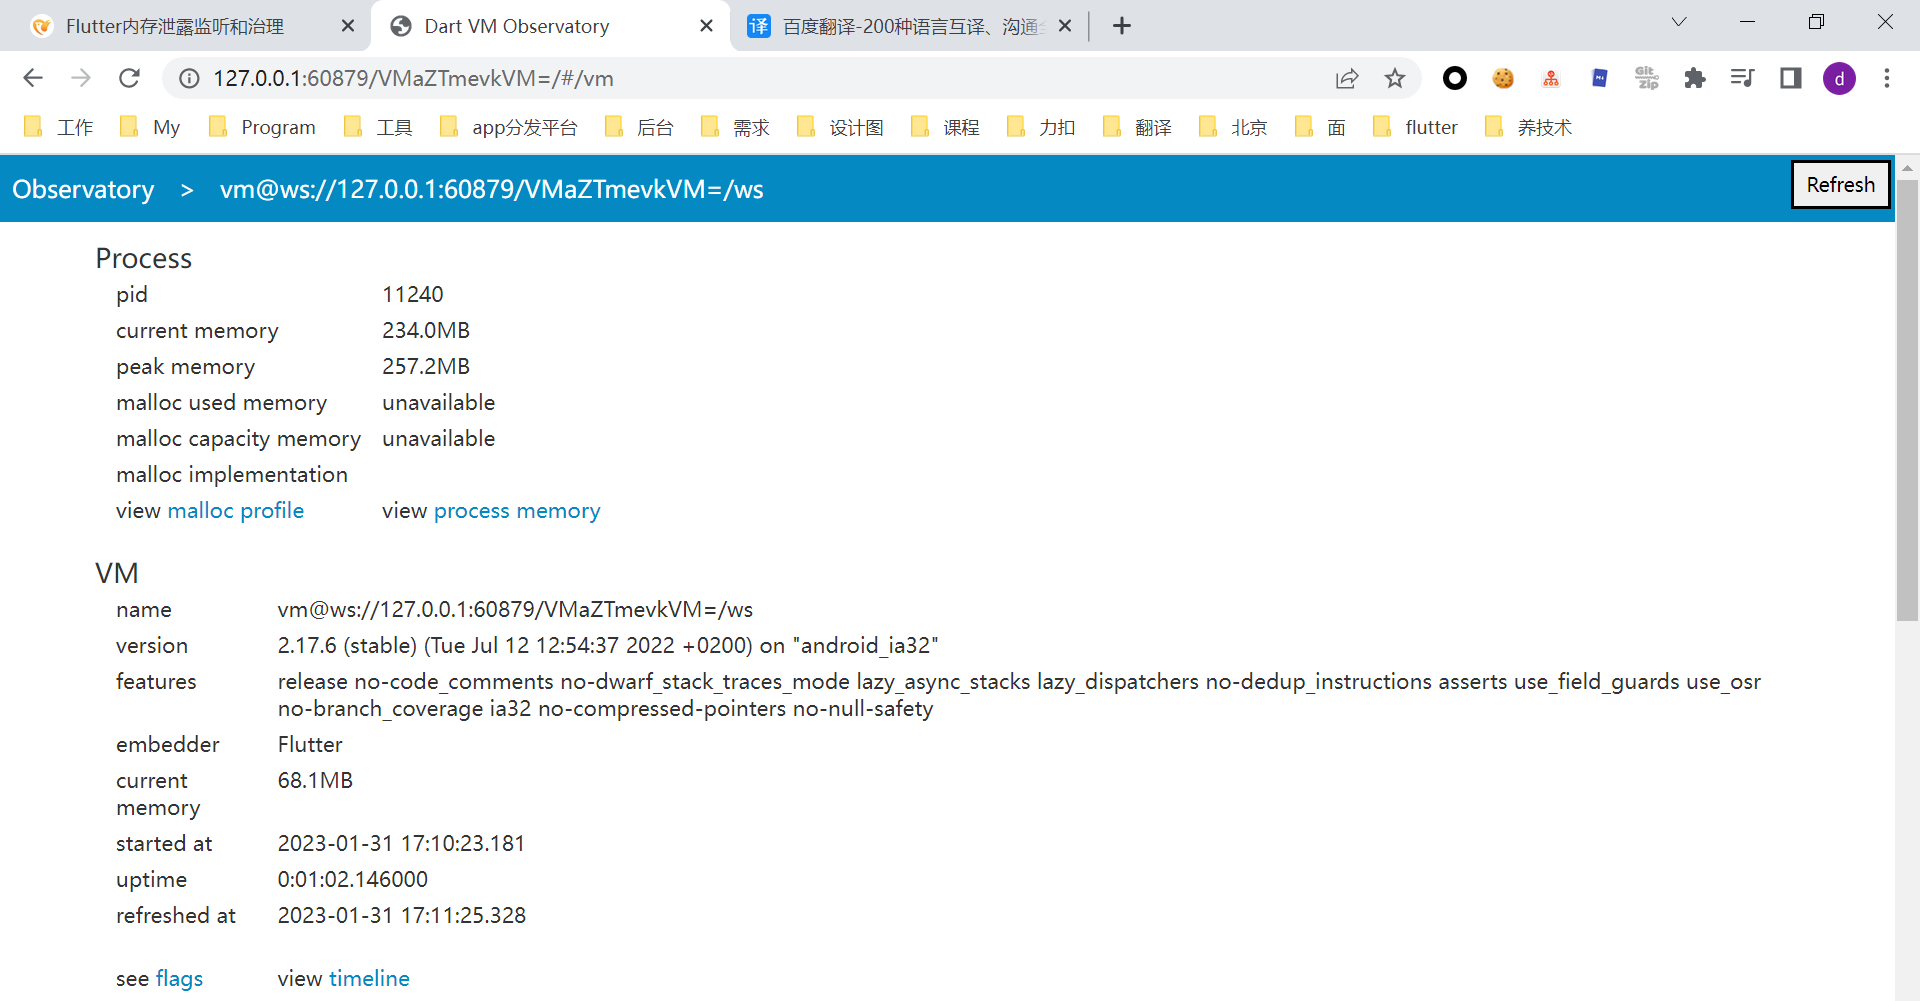 Flutter内存泄露监听和治理
Dart VM Observatory
译 百度翻译-200种语言互译、沟通
127.0.0.1:60879/VMaZTmevkVM=/#/vm
Git Zip
d
工作 My Program 工具 app分发平台 后台 需求 设计图 课程 力扣 翻译 北京 面 flutter 养技术
Observatory > vm@ws://127.0.0.1:60879/VMaZTmevkVM=/ws
Refresh
Process
pid 11240
current memory 234.0MB
peak memory 257.2MB
malloc used memory unavailable
malloc capacity memory unavailable
malloc implementation
view malloc profile view process memory
VM
name vm@ws://127.0.0.1:60879/VMaZTmevkVM=/ws
version 2.17.6 (stable) (Tue Jul 12 12:54:37 2022 +0200) on "android_ia32"
features release no-code_comments no-dwarf_stack_traces_mode lazy_async_stacks lazy_dispatchers no-dedup_instructions asserts use_field_guards use_osr
no-branch_coverage ia32 no-compressed-pointers no-null-safety
embedder Flutter
current 68.1MB
memory
started at 2023-01-31 17:10:23.181
uptime 0:01:02.146000
refreshed at 2023-01-31 17:11:25.328
see flags view timeline